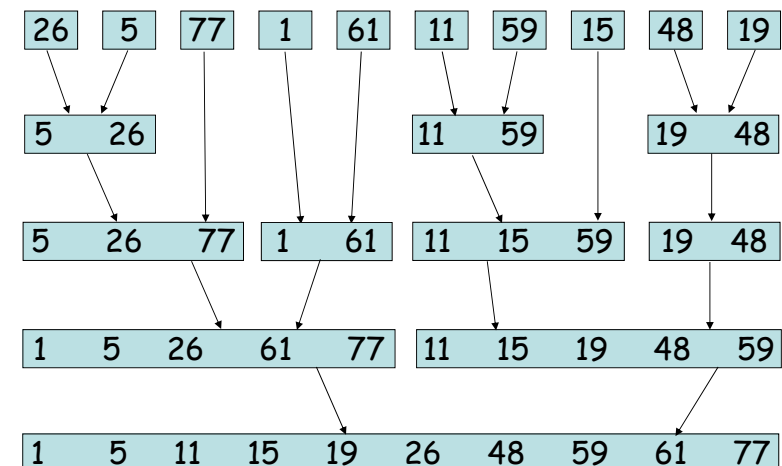 26 5 77 1 61 11 59 15 48 19
5 26 11 59 19 48
5 26 77 1 61 11 15 59 19 48
1 5 26 61 77 11 15 19 48 59
1 5 11 15 19 26 48 59 61 77